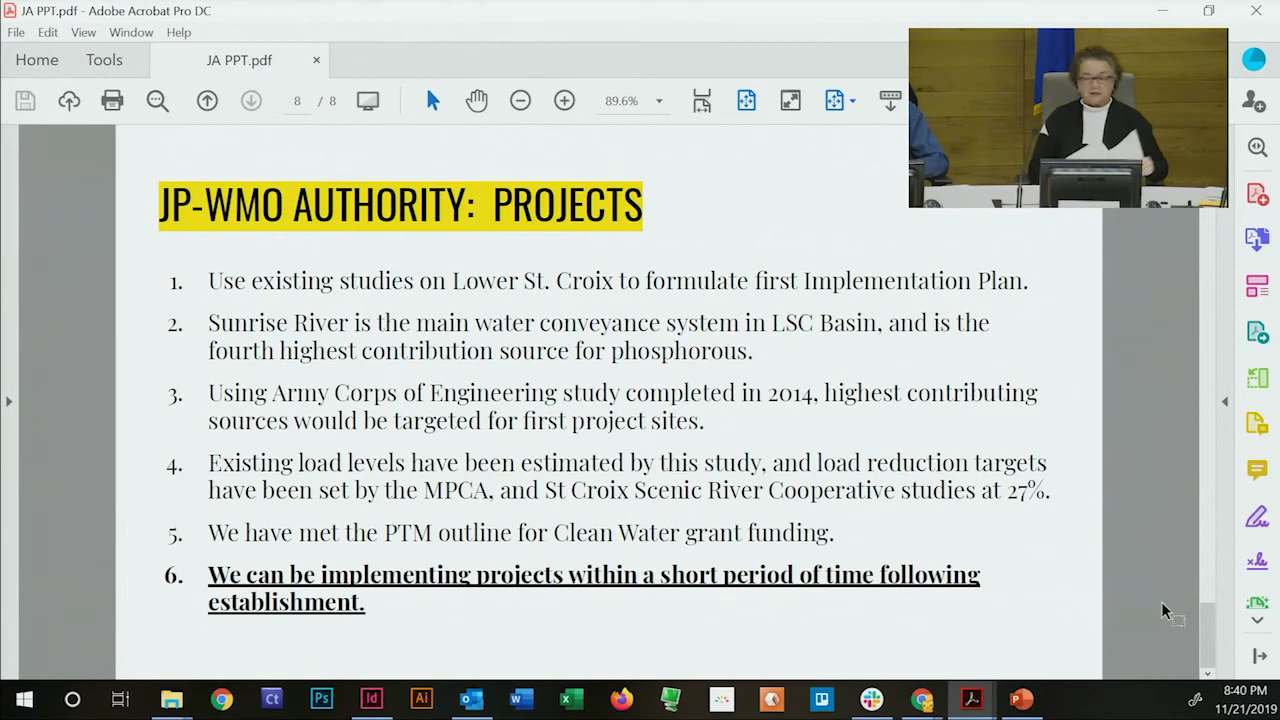 JA PPT.pdf - Adobe Acrobat Pro DC
File Edit View Window Help
Home Tools JA PPT.pdf
8 / 8 89.6%
JP-WMO AUTHORITY: PROJECTS
1. Use existing studies on Lower St. Croix to formulate first Implementation Plan.
2. Sunrise River is the main water conveyance system in LSC Basin, and is the
fourth highest contribution source for phosphorous.
3. Using Army Corps of Engineering study completed in 2014, highest contributing
sources would be targeted for first project sites.
4. Existing load levels have been estimated by this study, and load reduction targets
have been set by the MPCA, and St Croix Scenic River Cooperative studies at 27%.
5. We have met the PTM outline for Clean Water grant funding.
6. We can be implementing projects within a short period of time following
establishment.
Ct Ps Id Ai
8:40 PM
11/21/2019